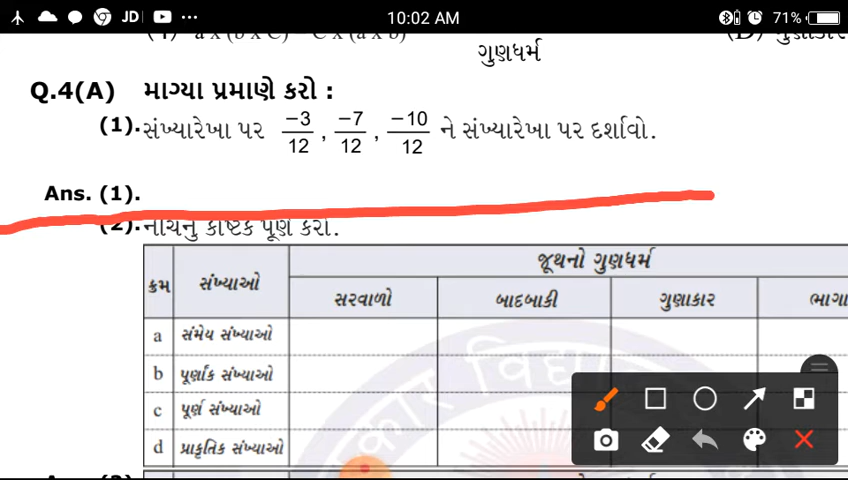 JD 10:02 AM 71%
a x (b x c) = c x (a x b)
ગુણધર્મ
Q.4(A) માગ્યા પ્રમાણે કરો :
(1). સંખ્યારેખા પર -3/12 , -7/12 , -10/12 ને સંખ્યારેખા પર દર્શાવો.
Ans. (1).
(2). નીચેનું કોષ્ટક પૂર્ણ કરો.
ક્રમ સંખ્યાઓ જૂથનો ગુણધર્મ
સરવાળો બાદબાકી ગુણાકાર ભાગા
a સંમેય સંખ્યાઓ
b પૂર્ણાંક સંખ્યાઓ
c પૂર્ણ સંખ્યાઓ
d પ્રાકૃતિક સંખ્યાઓ